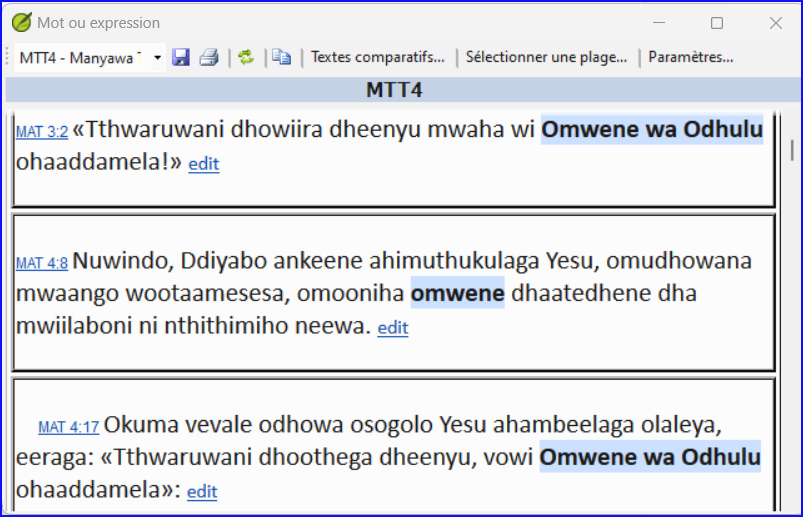 Mot ou expression
MTT4 - Manyawa
Textes comparatifs...
Sélectionner une plage...
Paramètres...
MTT4
MAT 3:2 «Tthwaruwani dhowiira dheenyu mwaha wi Omwene wa Odhulu
ohaaddamela!» edit
MAT 4:8 Nuwindo, Ddiyabo ankeene ahimuthukulaga Yesu, omudhowana
mwaango wootaamesesa, omooniha omwene dhaatedhene dha
mwiilaboni ni nthithimiho neewa. edit
MAT 4:17 Okuma vevale odhowa osogolo Yesu ahambeelaga olaleya,
eeraga: «Tthwaruwani dhoothega dheenyu, vowi Omwene wa Odhulu
ohaaddamela»: edit